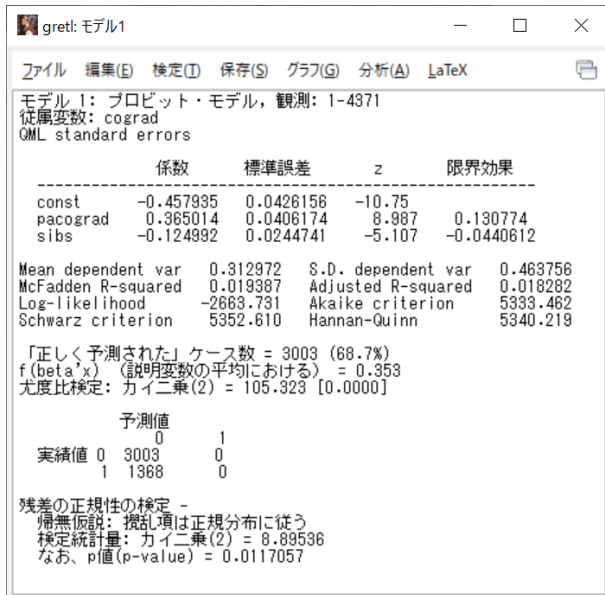 gretl: モデル1
ファイル 編集(E) 検定(T) 保存(S) グラフ(G) 分析(A) LaTeX
モデル 1: プロビット・モデル, 観測: 1-4371
従属変数: cograd
QML standard errors
係数 標準誤差 z 限界効果
const -0.457935 0.0426156 -10.75
pacograd 0.365014 0.0406174 8.987 0.130774
sibs -0.124992 0.0244741 -5.107 -0.0440612
Mean dependent var 0.312972 S.D. dependent var 0.463756
McFadden R-squared 0.019387 Adjusted R-squared 0.018282
Log-likelihood -2663.731 Akaike criterion 5333.462
Schwarz criterion 5352.610 Hannan-Quinn 5340.219
「正しく予測された」ケース数 = 3003 (68.7%)
f(beta'x) (説明変数の平均における) = 0.353
尤度比検定: カイ二乗(2) = 105.323 [0.0000]
予測値
0 1
実績値 0 3003 0
1 1368 0
残差の正規性の検定 -
帰無仮説: 攪乱項は正規分布に従う
検定統計量: カイ二乗(2) = 8.89536
なお、p値(p-value) = 0.0117057